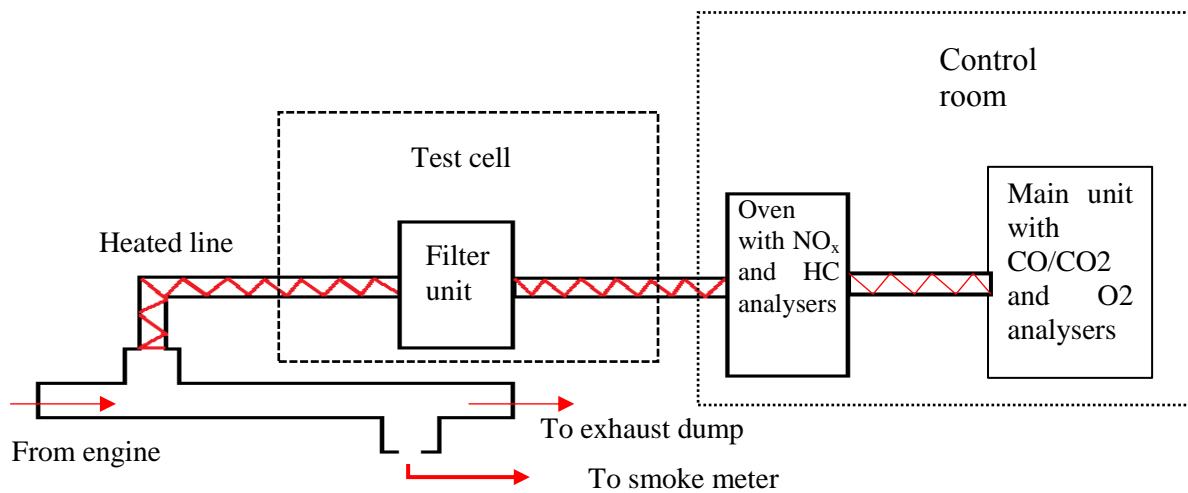 Control
room
Test cell
Heated line
Filter
unit
Oven
with NOx
and HC
analysers
Main unit
with
CO/CO2
and O2
analysers
From engine
To exhaust dump
To smoke meter